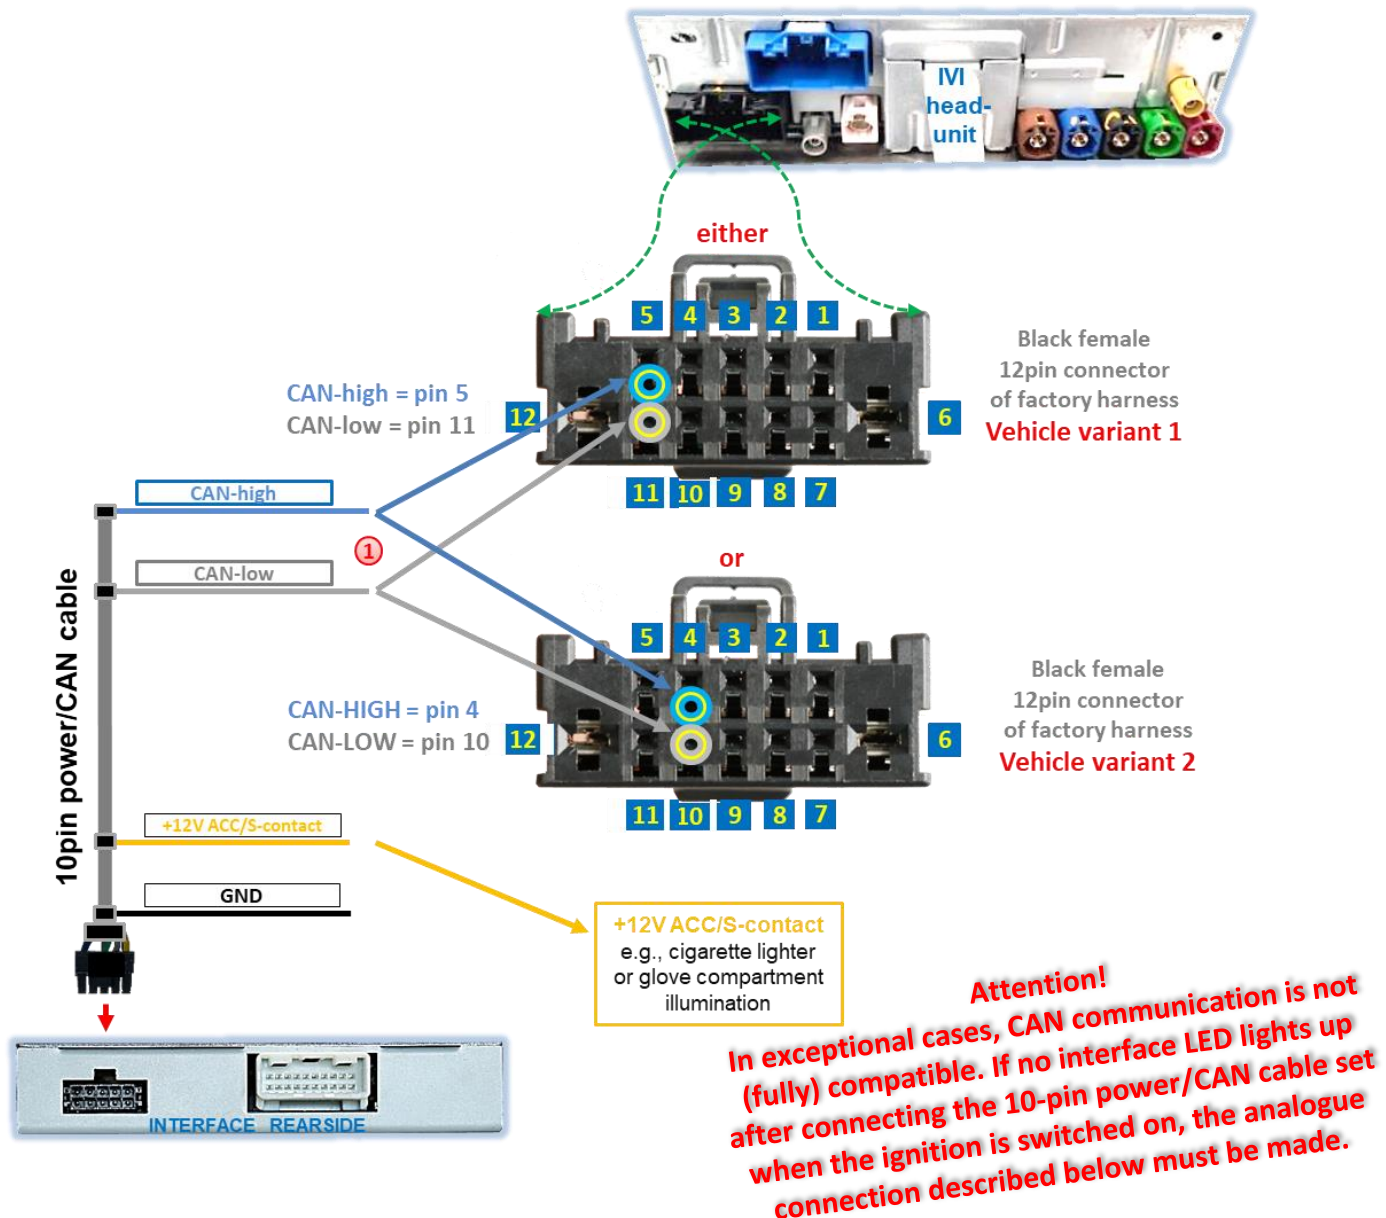 IVI
head-
unit
either
5 4 3 2 1
Black female
12pin connector
of factory harness
Vehicle variant 1
CAN-high = pin 5
CAN-low = pin 11
12
6
11 10 9 8 7
CAN-high
1
CAN-low
or
5 4 3 2 1
Black female
12pin connector
of factory harness
Vehicle variant 2
CAN-HIGH = pin 4
CAN-LOW = pin 10
12
6
11 10 9 8 7
10pin power/CAN cable
+12V ACC/S-contact
GND
+12V ACC/S-contact
e.g., cigarette lighter
or glove compartment
illumination
INTERFACE REARSIDE
Attention!
In exceptional cases, CAN communication is not
(fully) compatible. If no interface LED lights up
after connecting the 10-pin power/CAN cable set
when the ignition is switched on, the analogue
connection described below must be made.